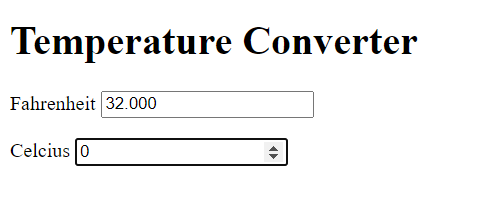 Temperature Converter
Fahrenheit 32.000
Celcius 0